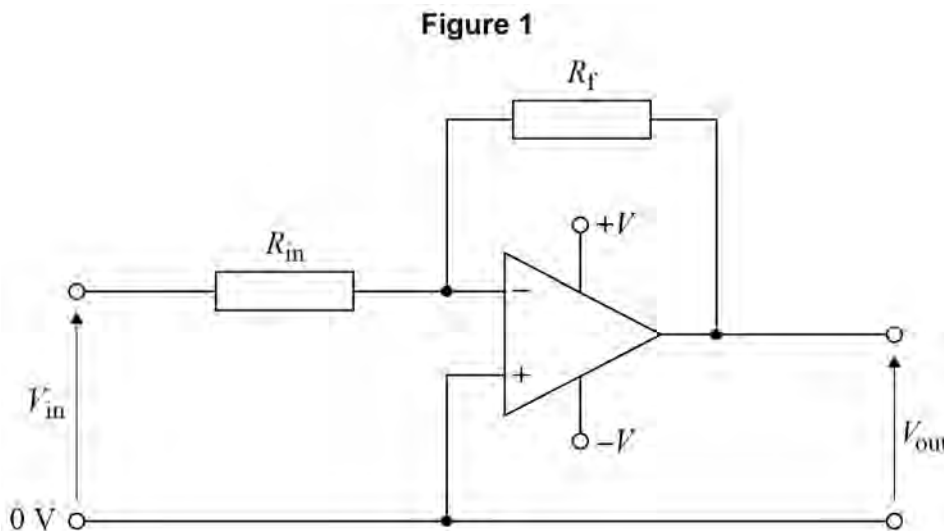 Figure 1
R_f
+V
R_in
−
+
V_in
−V
V_out
0 V